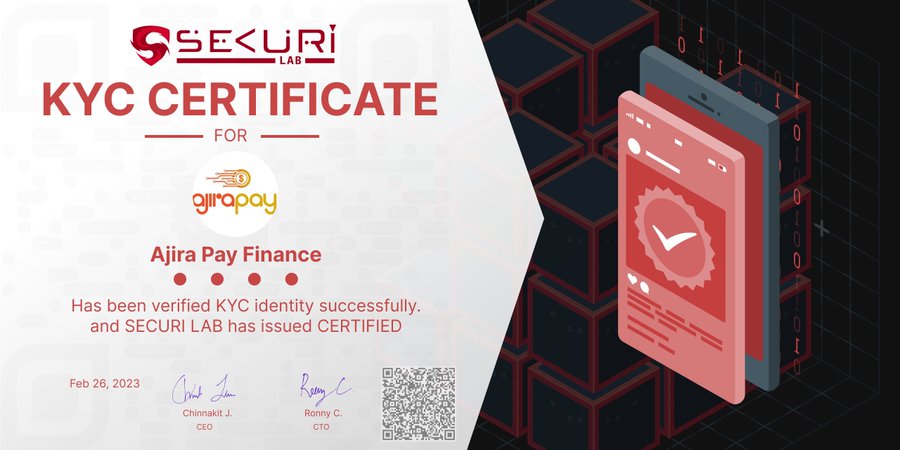 SECURI
LAB
KYC CERTIFICATE
FOR
$
ajirapay
Ajira Pay Finance
Has been verified KYC identity successfully.
and SECURI LAB has issued CERTIFIED
Feb 26, 2023
Chinnakit J.
CEO
Ronny C.
CTO